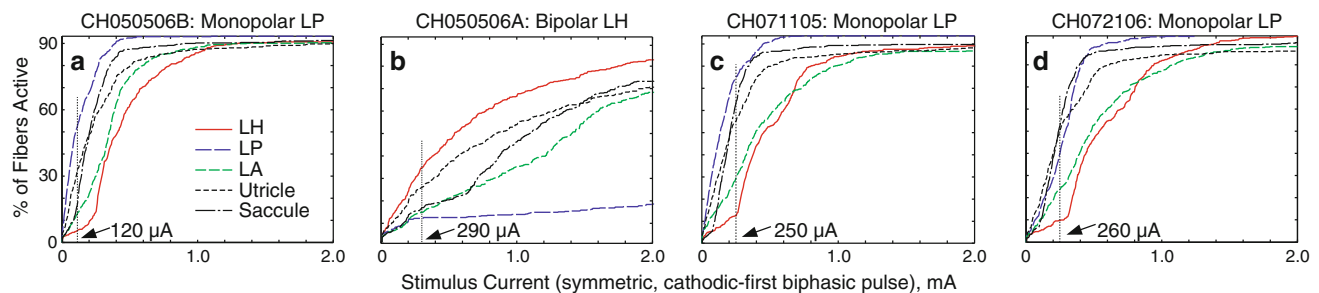 CH050506B: Monopolar LP
CH050506A: Bipolar LH
CH071105: Monopolar LP
CH072106: Monopolar LP
% of Fibers Active
90
60
30
0
a
b
c
d
LH
LP
LA
Utricle
Saccule
120 µA
290 µA
250 µA
260 µA
0 1.0 2.0
0 1.0 2.0
0 1.0 2.0
0 1.0 2.0
Stimulus Current (symmetric, cathodic-first biphasic pulse), mA